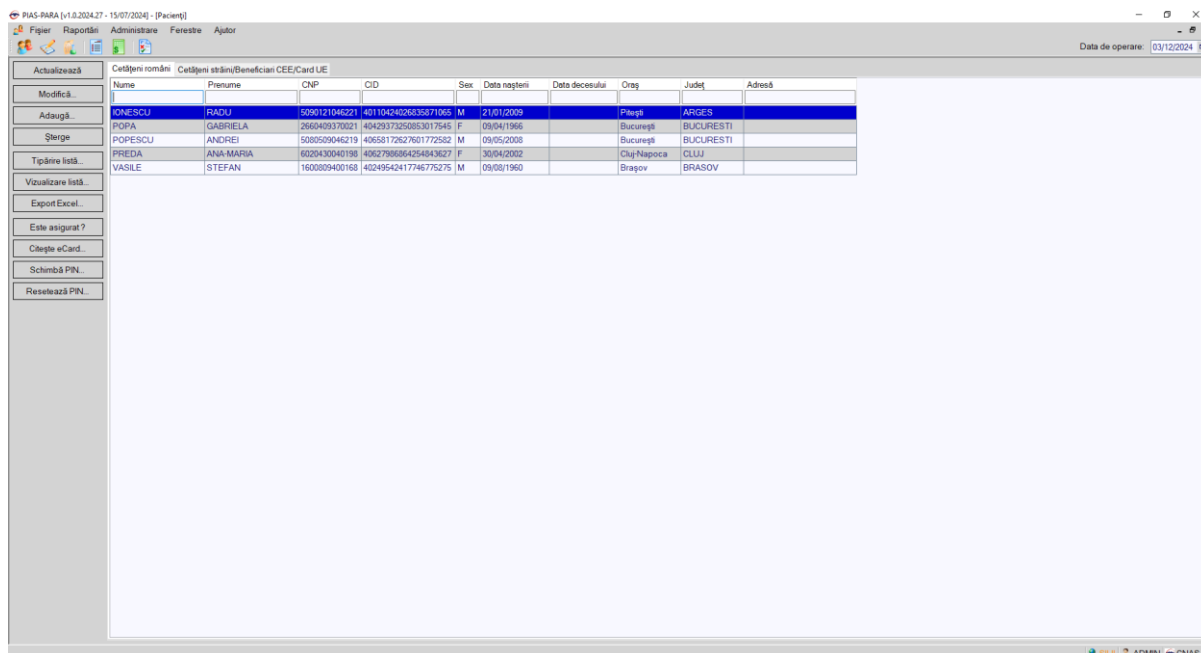 PIAS-PARA [v1.0.2024.27 - 15/07/2024] - [Pacienți]
Fișier Raportări Administrare Ferestre Ajutor
Data de operare: 03/12/2024
Actualizează
Modifică...
Adaugă...
Șterge
Tipărire listă...
Vizualizare listă...
Export Excel...
Este asigurat ?
Citește eCard...
Schimbă PIN...
Resetează PIN...
Cetățeni români Cetățeni străini/Beneficiari CEE/Card UE
Nume Prenume CNP CID Sex Data nașterii Data decesului Oraș Județ Adresă
IONESCU RADU 5090121046221 40110424026835871065 M 21/01/2009 Pitești ARGES
POPA GABRIELA 2660409370021 40429373250853017545 F 09/04/1966 București BUCURESTI
POPESCU ANDREI 5080509046219 40658172627601772582 M 09/05/2008 București BUCURESTI
PREDA ANA-MARIA 6020430040198 40627986864254843627 F 30/04/2002 Cluj-Napoca CLUJ
VASILE STEFAN 1600809400168 40249542417746775275 M 09/08/1960 Brașov BRASOV
ADMIN CNAS